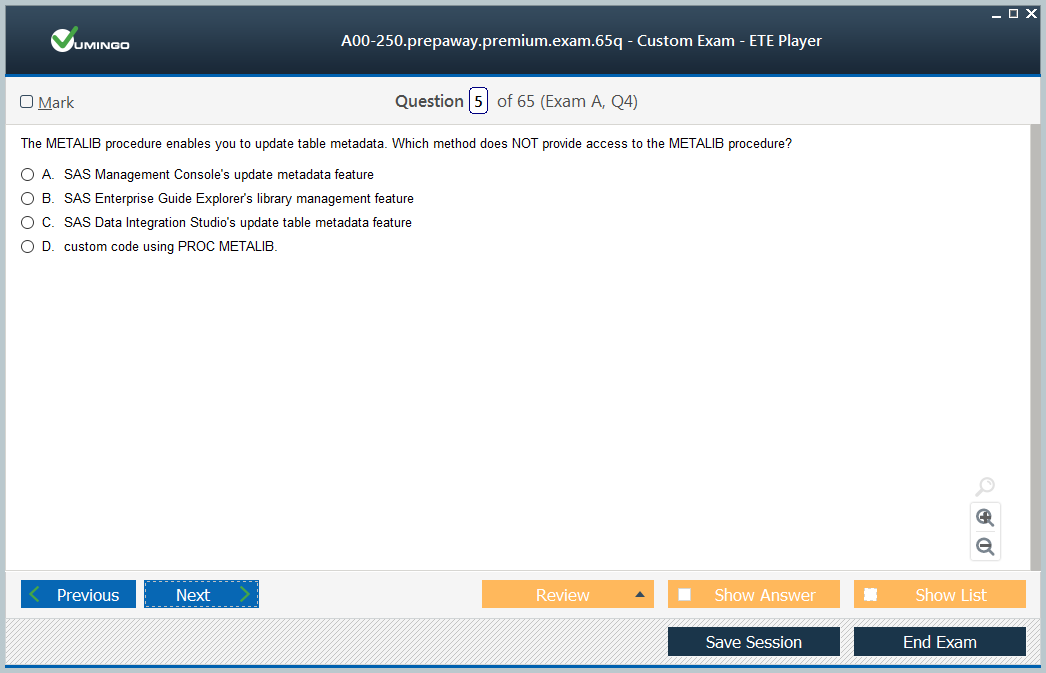 VUMINGO
A00-250.prepaway.premium.exam.65q - Custom Exam - ETE Player
Mark
Question 5 of 65 (Exam A, Q4)
The METALIB procedure enables you to update table metadata. Which method does NOT provide access to the METALIB procedure?
A. SAS Management Console's update metadata feature
B. SAS Enterprise Guide Explorer's library management feature
C. SAS Data Integration Studio's update table metadata feature
D. custom code using PROC METALIB.
Previous
Next
Review
Show Answer
Show List
Save Session
End Exam